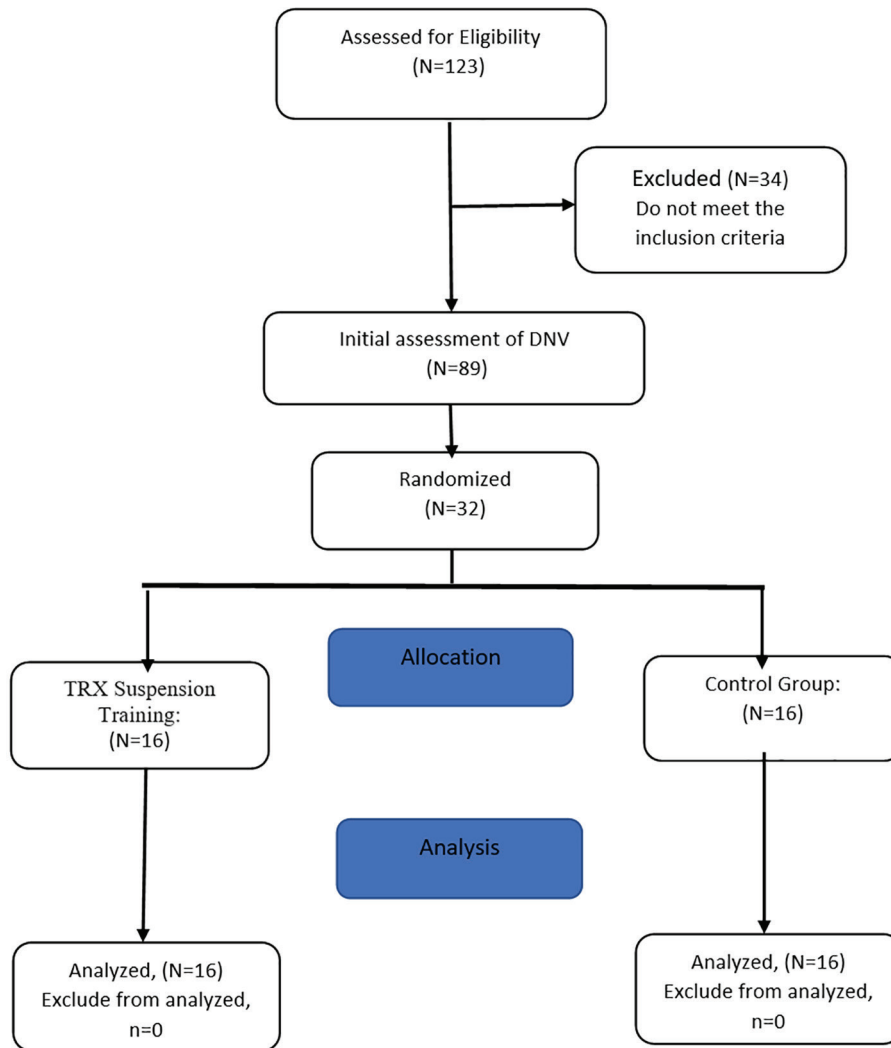 Assessed for Eligibility
(N=123)
Excluded (N=34)
Do not meet the
inclusion criteria
Initial assessment of DNV
(N=89)
Randomized
(N=32)
Allocation
TRX Suspension
Training:
(N=16)
Control Group:
(N=16)
Analysis
Analyzed, (N=16)
Exclude from analyzed,
n=0
Analyzed, (N=16)
Exclude from analyzed,
n=0